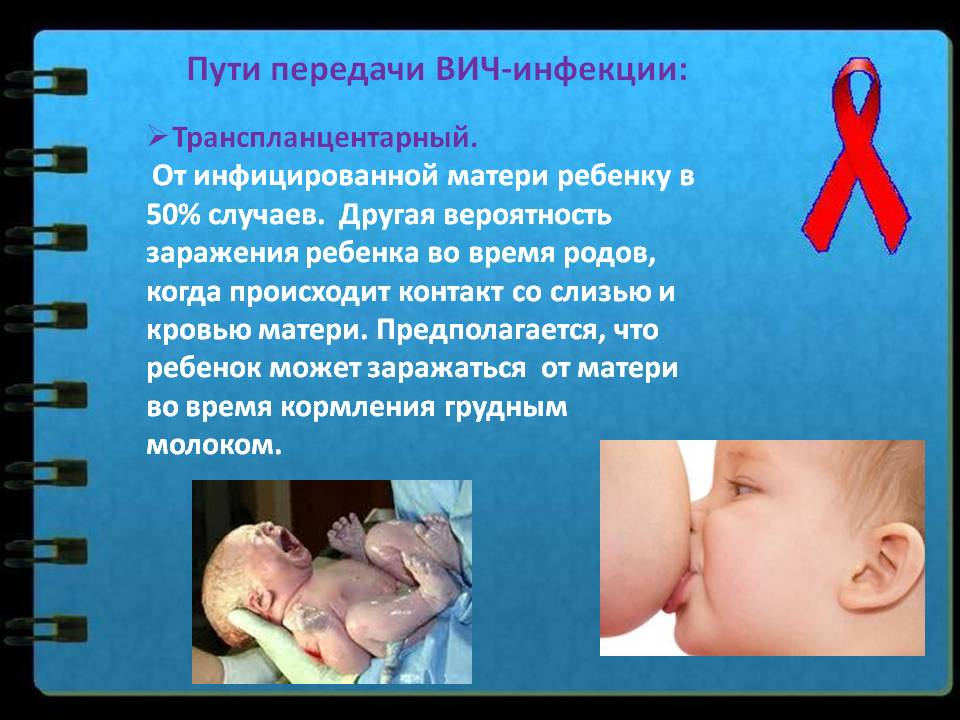 Пути передачи ВИЧ-инфекции:
Транспланцентарный.
От инфицированной матери ребенку в
50% случаев. Другая вероятность
заражения ребенка во время родов,
когда происходит контакт со слизью и
кровью матери. Предполагается, что
ребенок может заражаться от матери
во время кормления грудным
молоком.